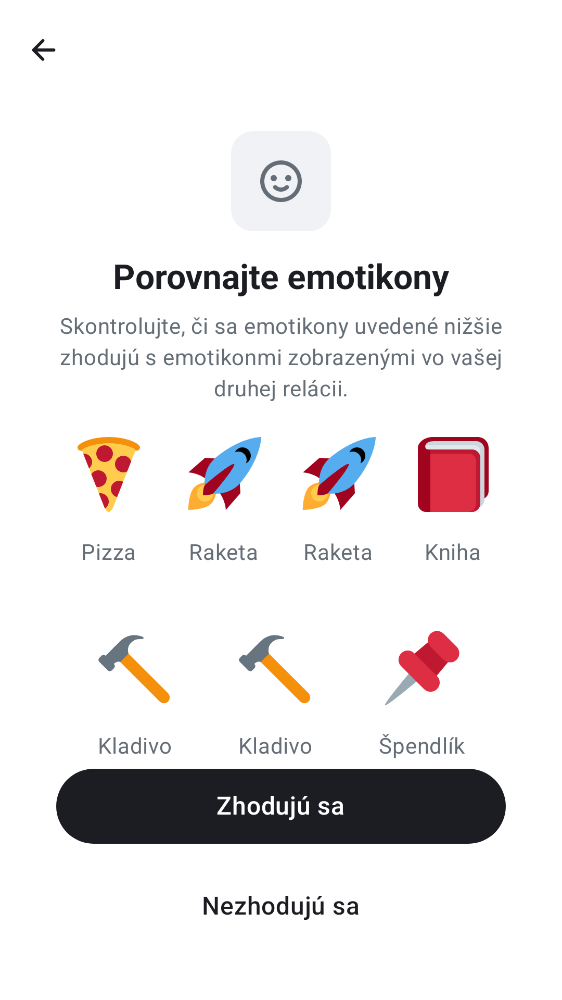 Porovnajte emotikony
Skontrolujte, či sa emotikony uvedené nižšie
zhodujú s emotikonmi zobrazenými vo vašej
druhej relácii.
Pizza
Raketa
Raketa
Kniha
Kladivo
Kladivo
Špendlík
Zhodujú sa
Nezhodujú sa